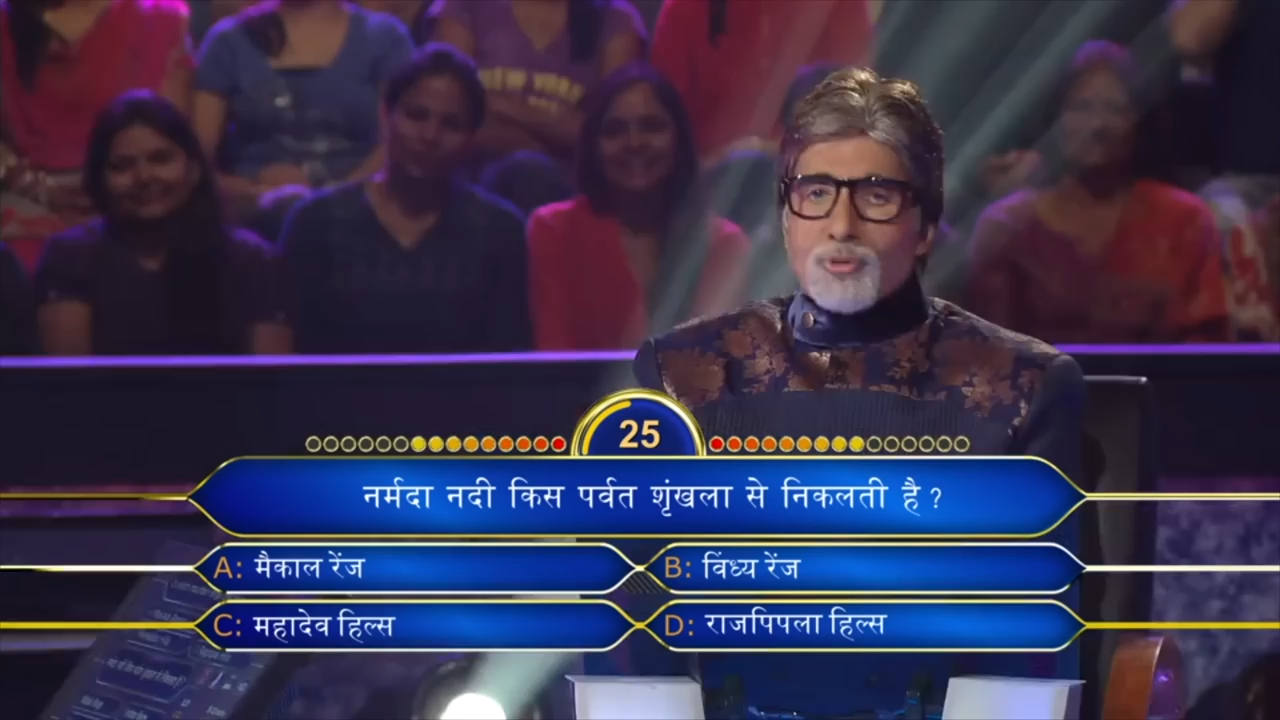 NEW YORK
25
नर्मदा नदी किस पर्वत शृंखला से निकलती है ?
A: मैकाल रेंज
B: विंध्य रेंज
C: महादेव हिल्स
D: राजपिपला हिल्स